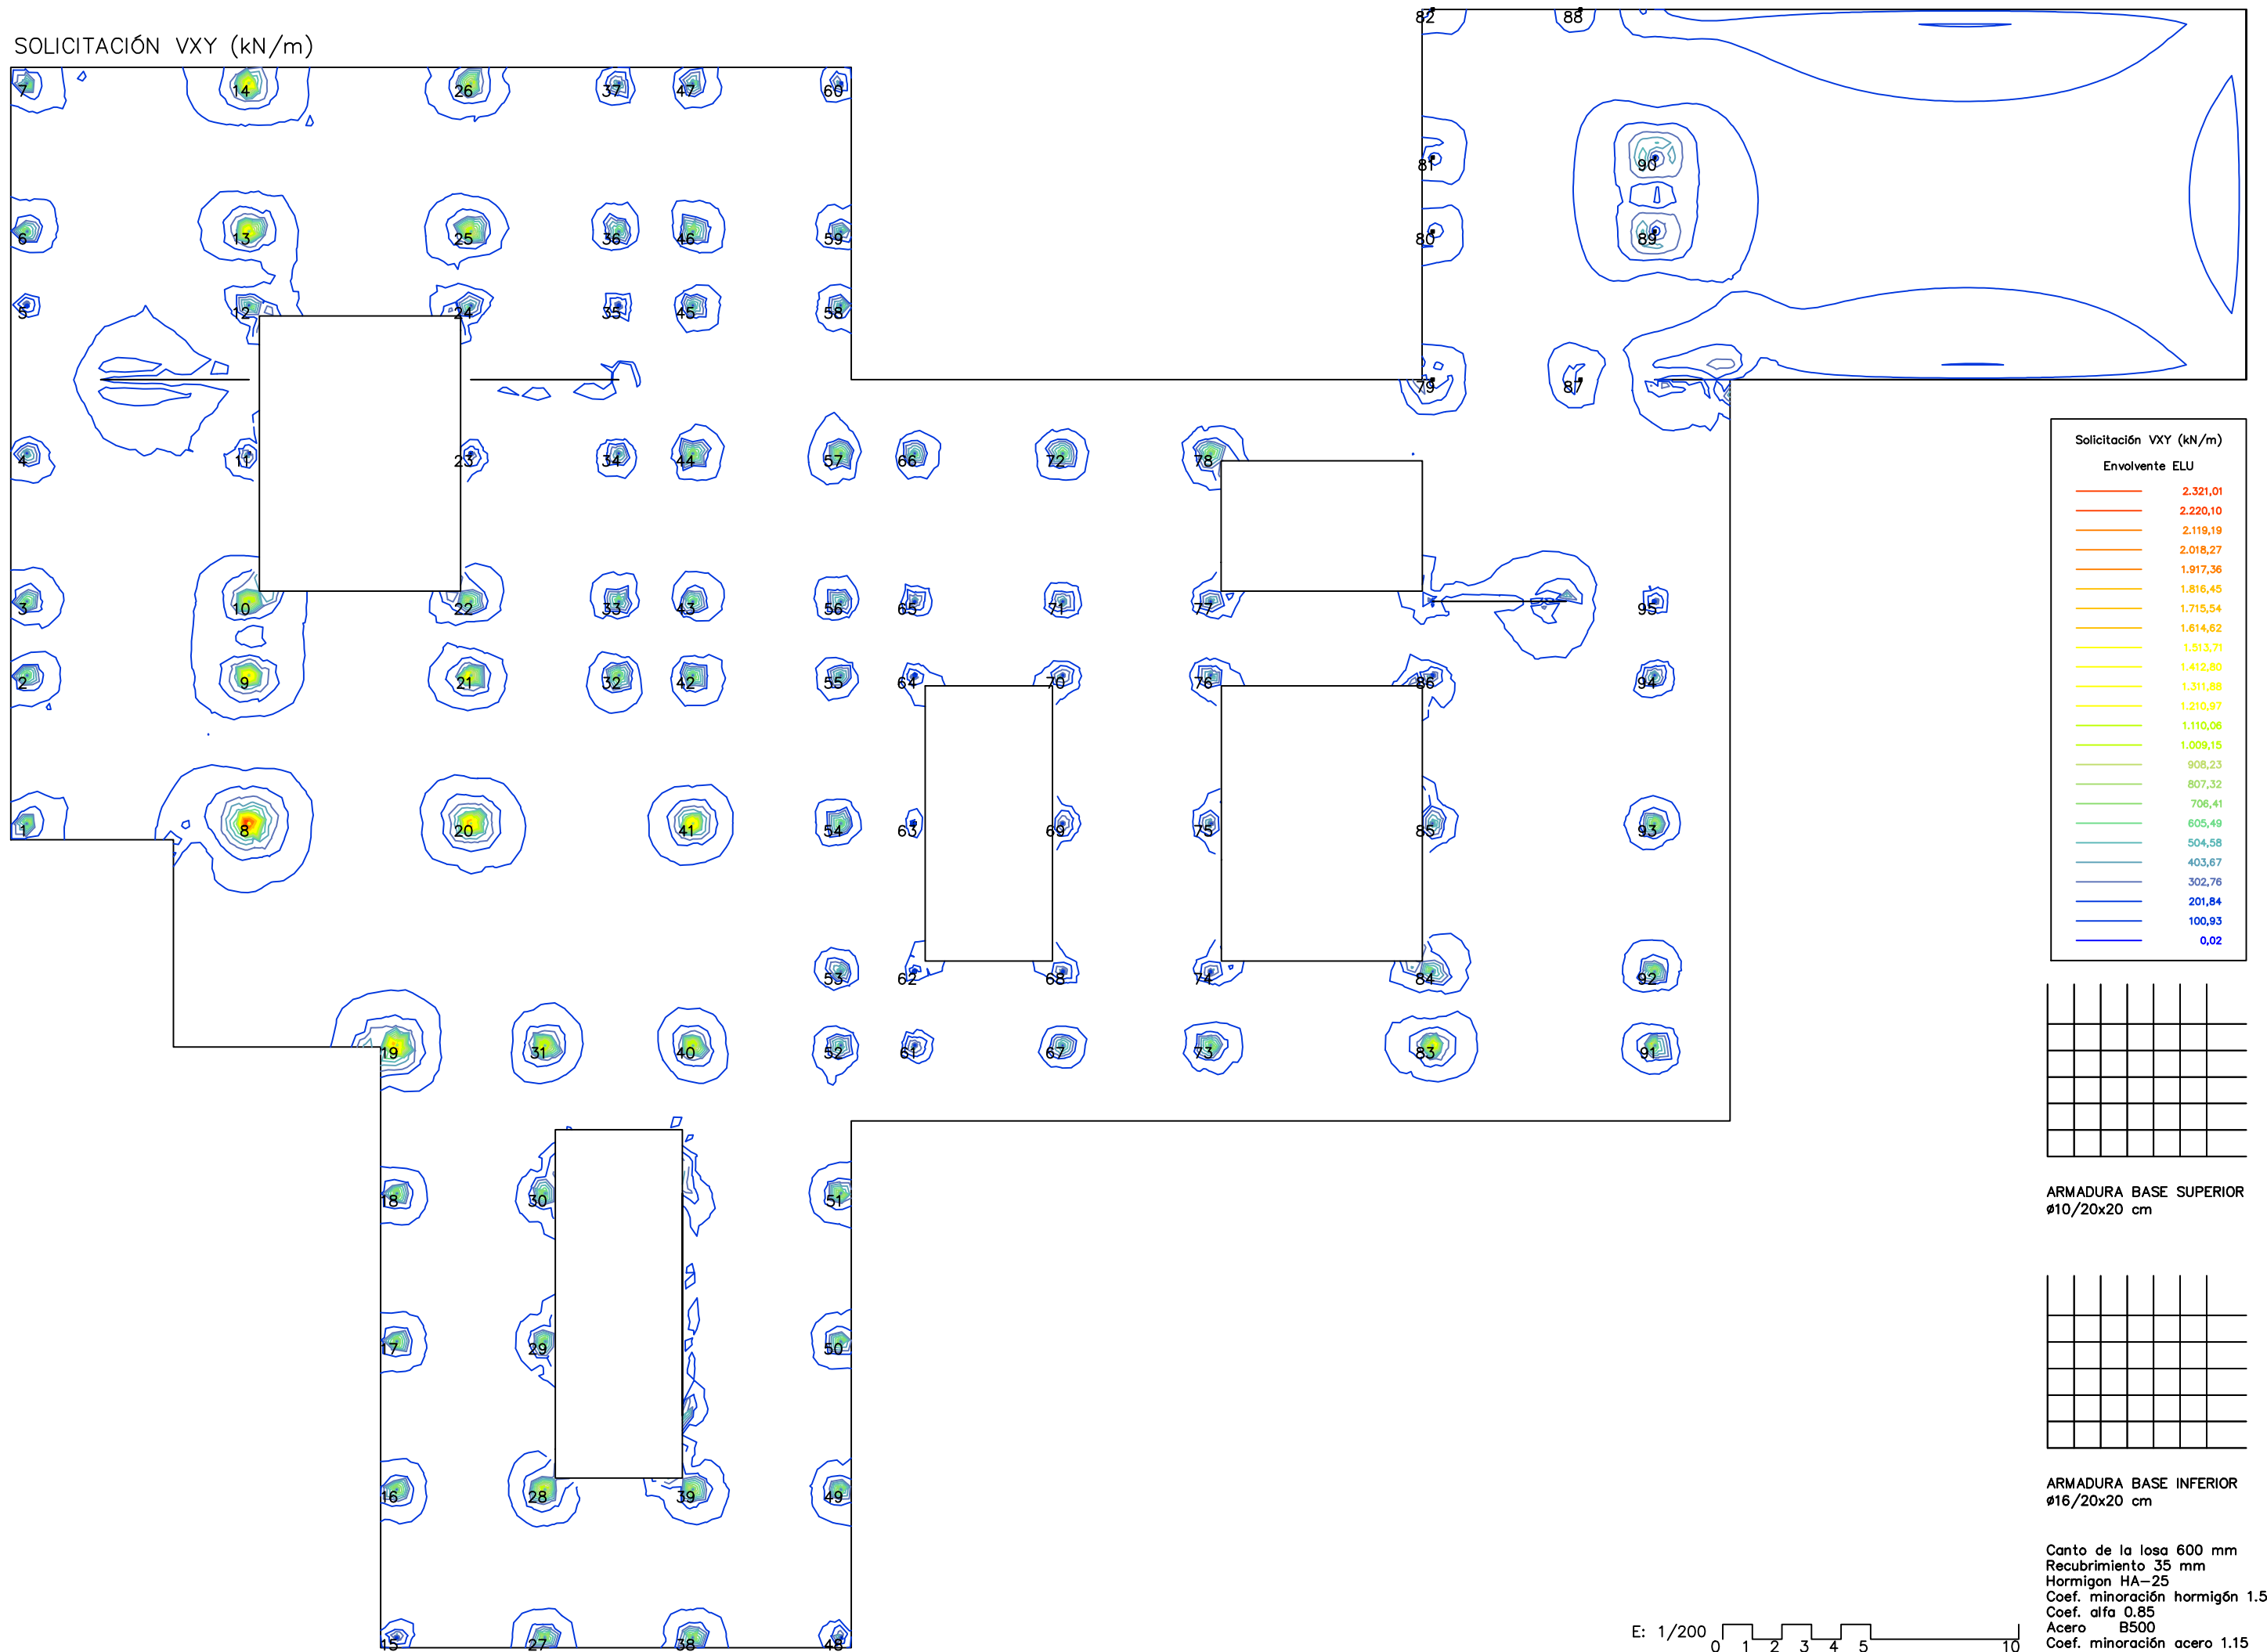 SOLICITACIÓN VXY (kN/m)
82 88
7 14 26 37 47 60
81 90
6 13 25 36 46 59 80 89
5 12 24 35 45 58
79 87
4 11 23 34 44 57 66 72 78
3 10 22 33 43 56 65 71 77 95
2 9 21 32 42 55 64 70 76 86 94
1 8 20 41 54 63 69 75 85 93
53 62 68 74 84 92
19 31 40 52 61 67 73 83 91
18 30 51
17 29 50
16 28 39 49
15 27 38 48
Solicitación VXY (kN/m)
Envolvente ELU
2.321,01
2.220,10
2.119,19
2.018,27
1.917,36
1.816,45
1.715,54
1.614,62
1.513,71
1.412,80
1.311,88
1.210,97
1.110,06
1.009,15
908,23
807,32
706,41
605,49
504,58
403,67
302,76
201,84
100,93
0,02
ARMADURA BASE SUPERIOR
ø10/20x20 cm
ARMADURA BASE INFERIOR
ø16/20x20 cm
Canto de la losa 600 mm
Recubrimiento 35 mm
Hormigon HA-25
Coef. minoración hormigón 1.5
Coef. alfa 0.85
Acero B500
Coef. minoración acero 1.15
E: 1/200
0 1 2 3 4 5 10